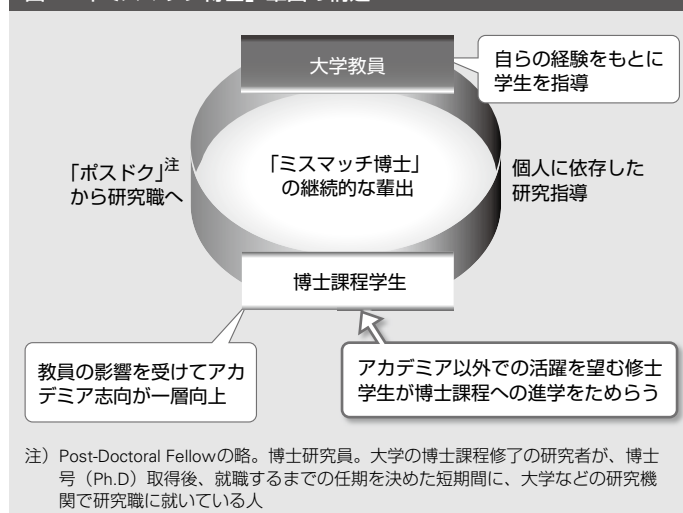 大学教員
自らの経験をもとに
学生を指導
「ポスドク」注
から研究職へ
「ミスマッチ博士」
の継続的な輩出
個人に依存した
研究指導
博士課程学生
教員の影響を受けてアカ
デミア志向が一層向上
アカデミア以外での活躍を望む修士
学生が博士課程への進学をためらう
注）Post-Doctoral Fellowの略。博士研究員。大学の博士課程修了の研究者が、博士
号（Ph.D）取得後、就職するまでの任期を決めた短期間に、大学などの研究機
関で研究職に就いている人